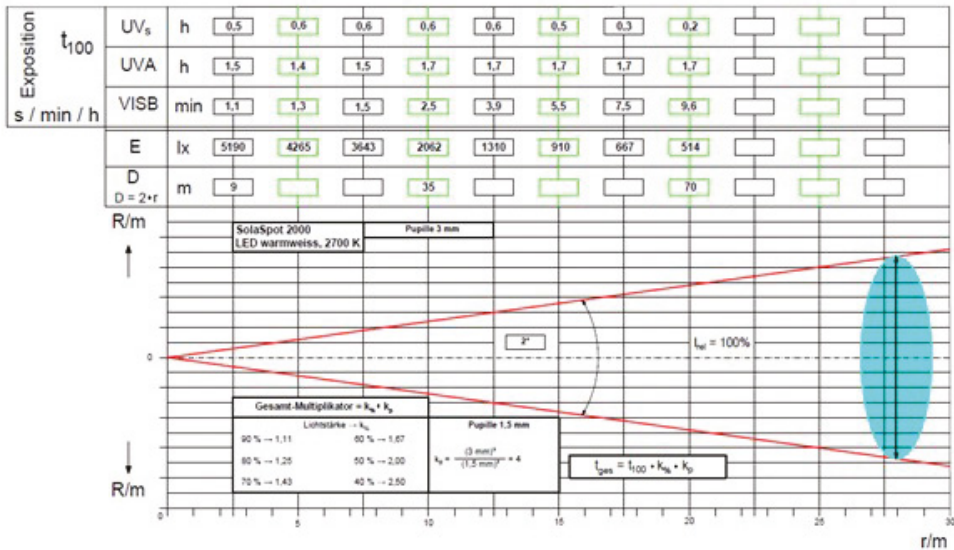 Exposition
t₁₀₀
s / min / h
UVₛ h 0,5 0,6 0,6 0,6 0,6 0,5 0,3 0,2
UVA h 1,5 1,4 1,5 1,7 1,7 1,7 1,7 1,7
VISB min 1,1 1,3 1,5 2,5 3,9 5,5 7,5 9,6
E lx 5190 4265 3643 2062 1310 910 667 514
D m 9 35 70
D = 2•r
R/m
SolaSpot 2000
LED warmweiss, 2700 K
Pupille 3 mm
2°
= 100%
0
Gesamt-Multiplikator = k% • kₚ
Lichtstärke → k%
90 % → 1,11 60 % → 1,67
80 % → 1,25 50 % → 2,00
70 % → 1,43 40 % → 2,50
Pupille 1,5 mm
kₚ = (3 mm)² / (1,5 mm)² = 4
t_ges = t₁₀₀ • k% • kₚ
R/m
0 5 10 15 20 25 30
r/m